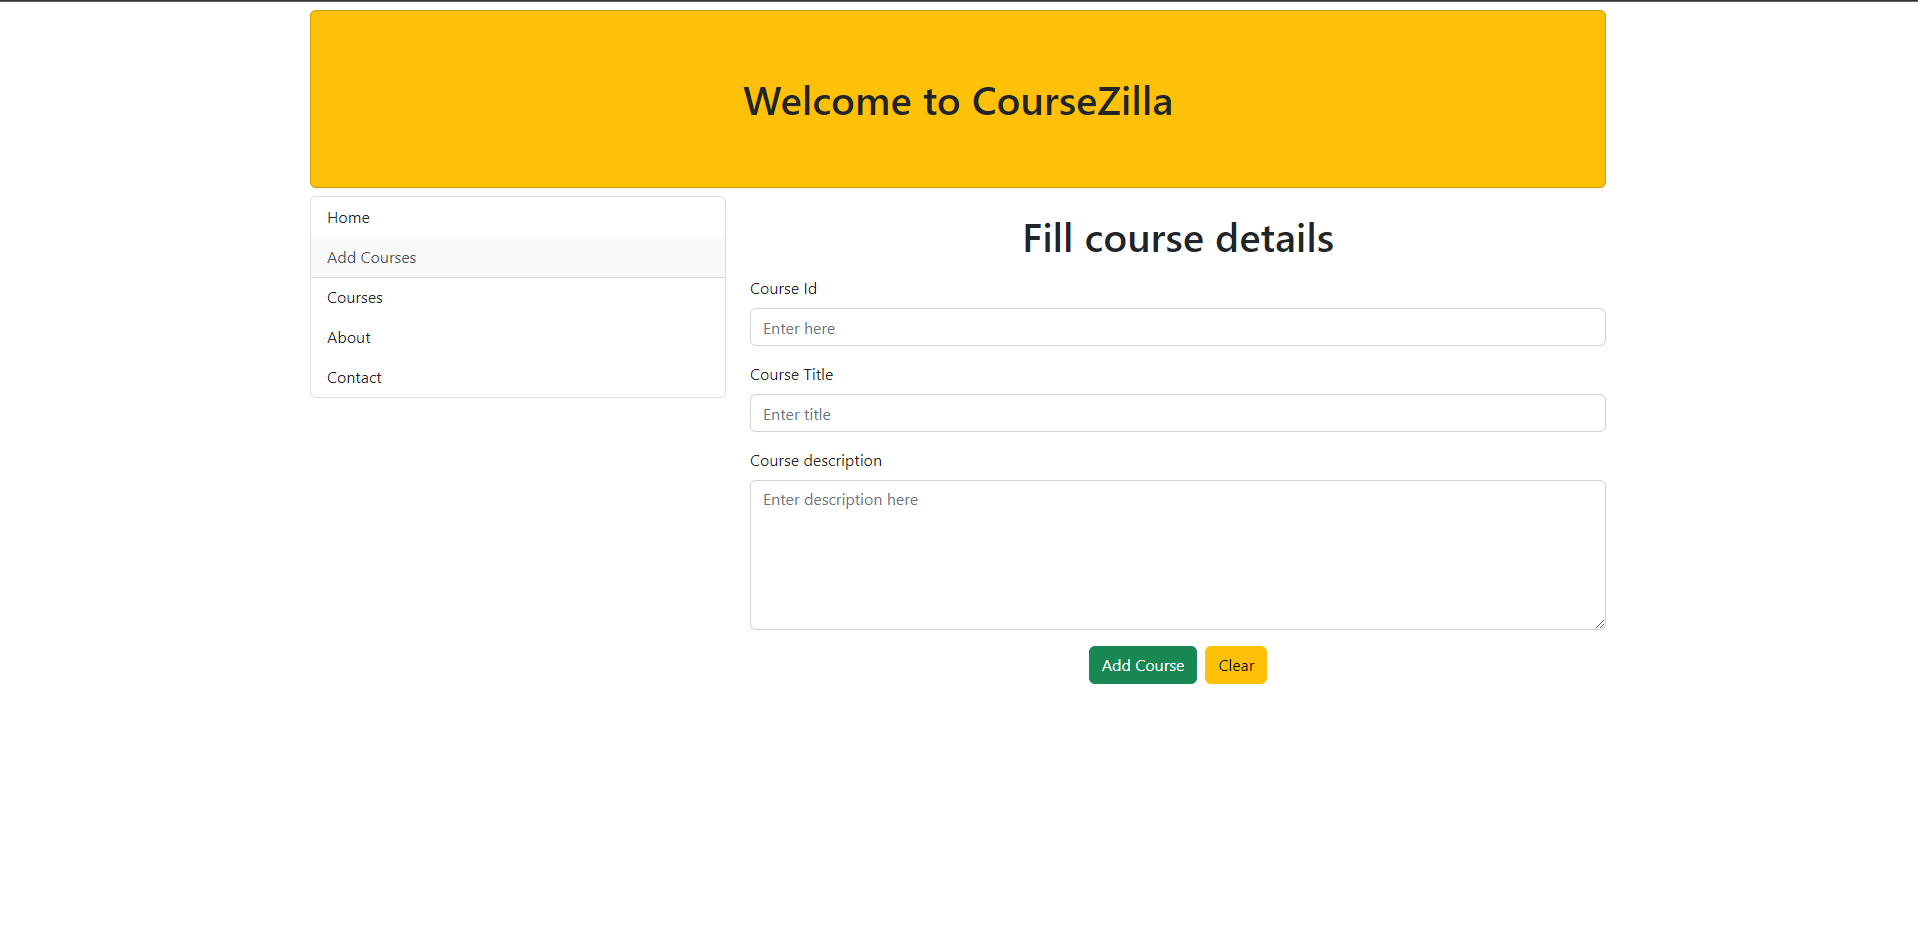 Welcome to CourseZilla
Home
Add Courses
Courses
About
Contact
Fill course details
Course Id
Enter here
Course Title
Enter title
Course description
Enter description here
Add Course
Clear